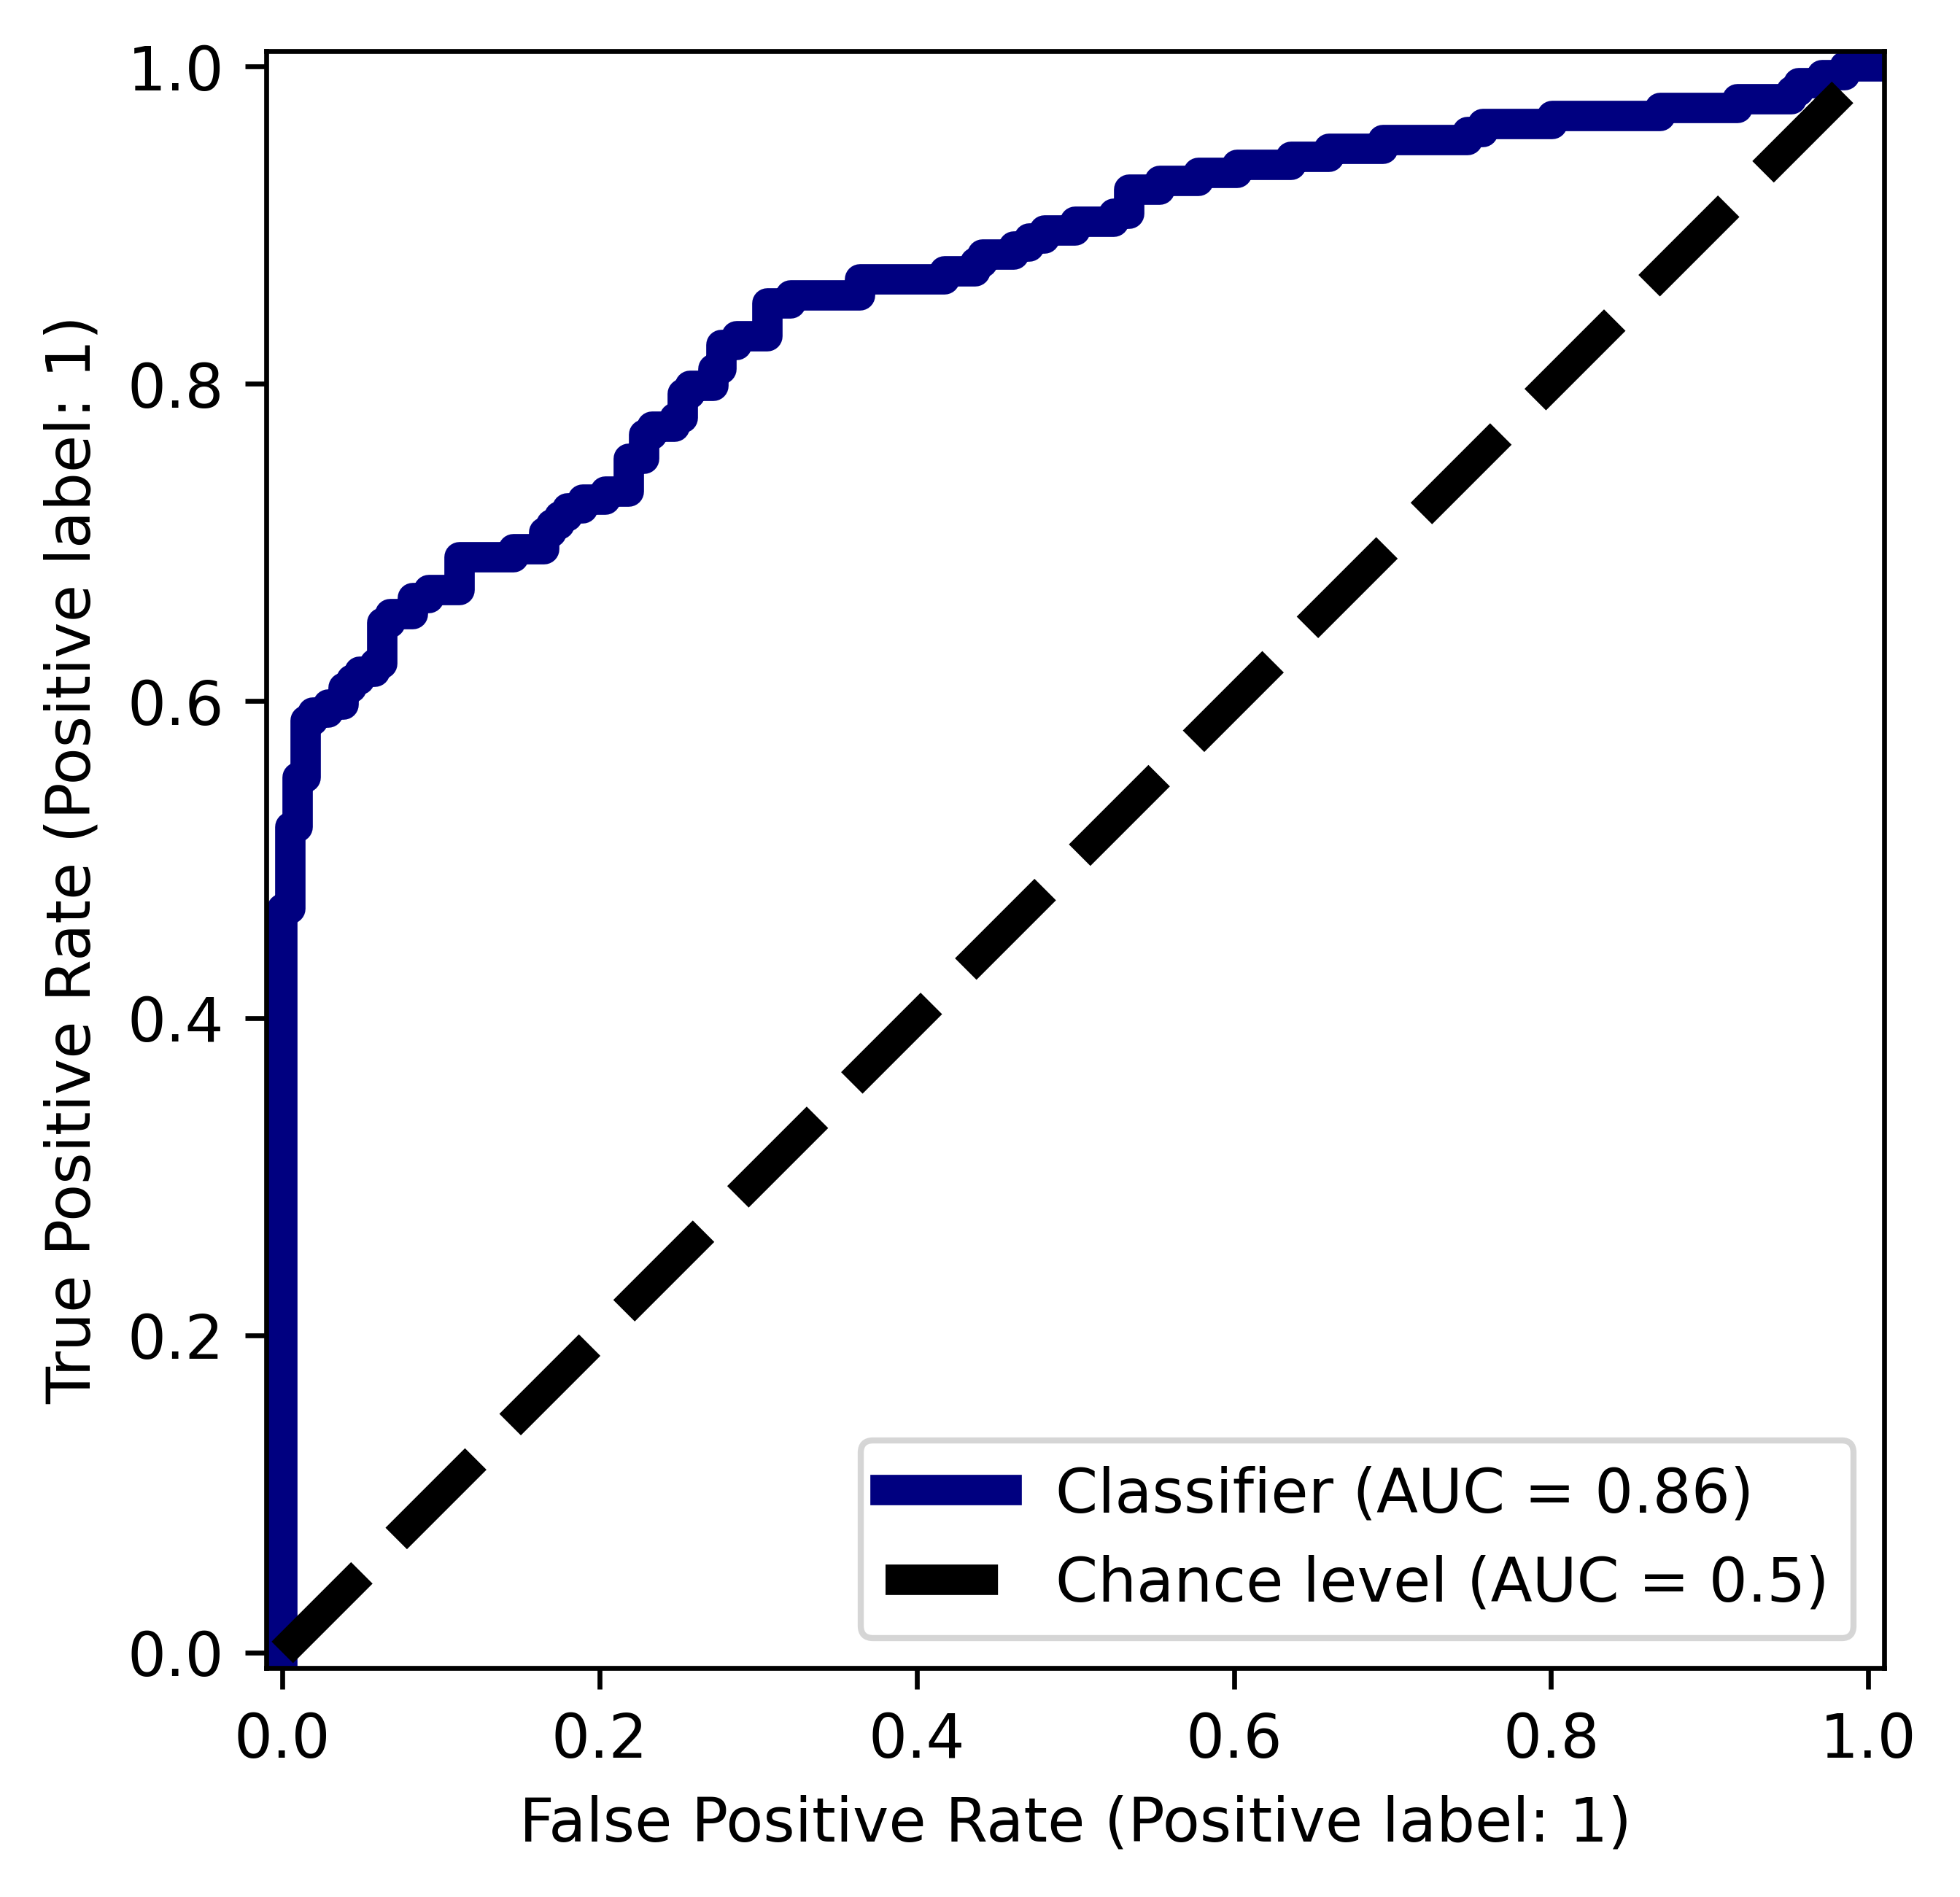 1.0
0.8
0.6
0.4
0.2
0.0
True Positive Rate (Positive label: 1)
Classifier (AUC = 0.86)
Chance level (AUC = 0.5)
0.0 0.2 0.4 0.6 0.8 1.0
False Positive Rate (Positive label: 1)